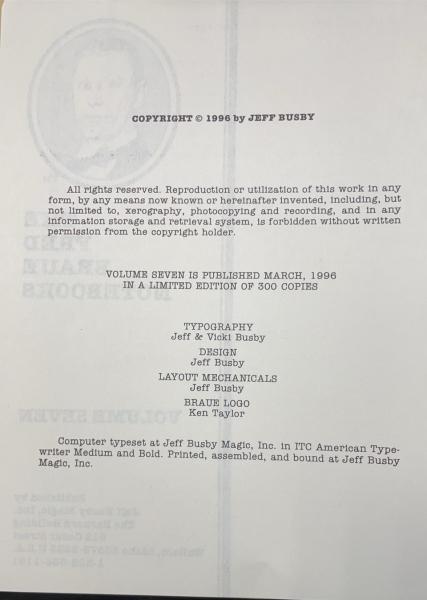 COPYRIGHT © 1996 by JEFF BUSBY
All rights reserved. Reproduction or utilization of this work in any
form, by any means now known or hereinafter invented, including, but
not limited to, xerography, photocopying and recording, and in any
information storage and retrieval system, is forbidden without written
permission from the copyright holder.
VOLUME SEVEN IS PUBLISHED MARCH, 1996
IN A LIMITED EDITION OF 300 COPIES
TYPOGRAPHY
Jeff & Vicki Busby
DESIGN
Jeff Busby
LAYOUT MECHANICALS
Jeff Busby
BRAUE LOGO
Ken Taylor
Computer typeset at Jeff Busby Magic, Inc. in ITC American Type-
writer Medium and Bold. Printed, assembled, and bound at Jeff Busby
Magic, Inc.